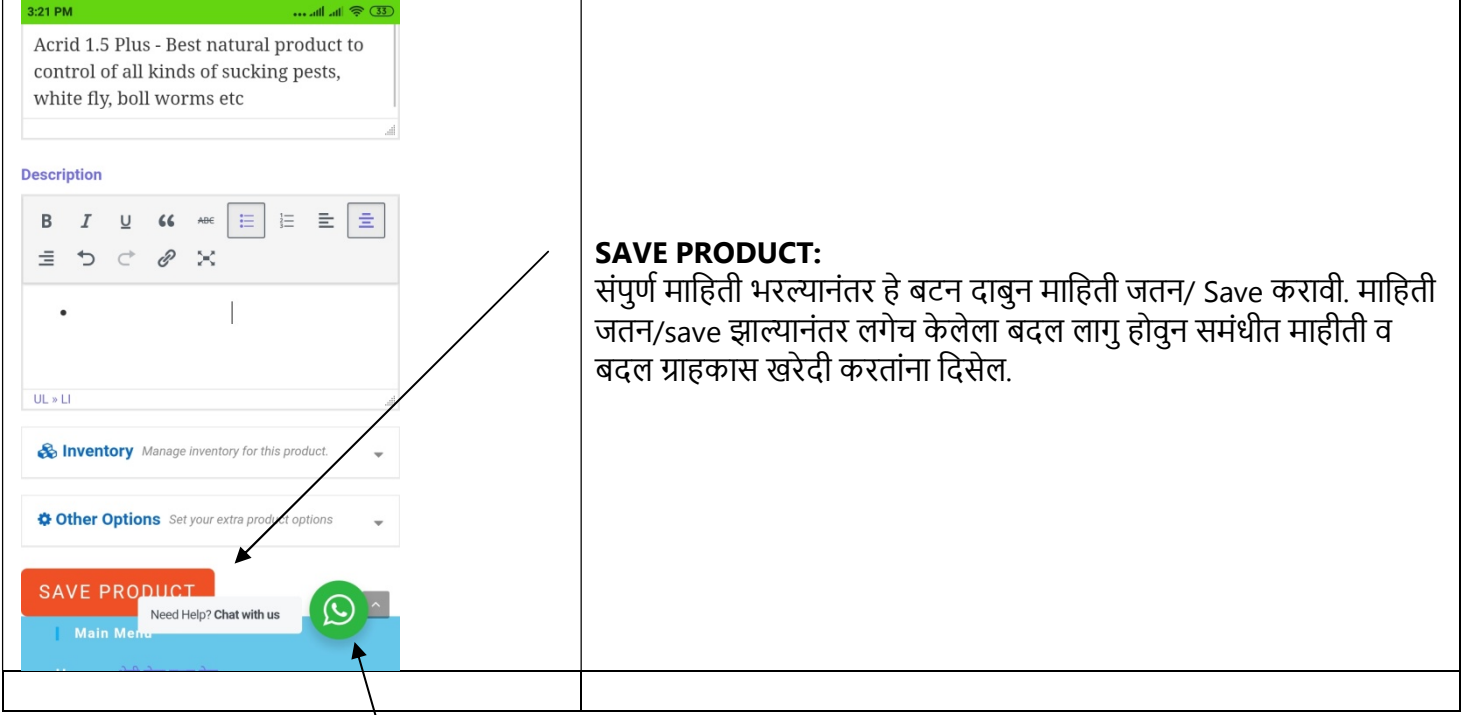 3:21 PM
33
Acrid 1.5 Plus - Best natural product to
control of all kinds of sucking pests,
white fly, boll worms etc
Description
B I U ABC
UL » LI
Inventory Manage inventory for this product.
Other Options Set your extra product options
SAVE PRODUCT
Need Help? Chat with us
Main Menu
SAVE PRODUCT:
संपुर्ण माहिती भरल्यानंतर हे बटन दाबुन माहिती जतन/ Save करावी. माहिती
जतन/save झाल्यानंतर लगेच केलेला बदल लागु होवुन समंधीत माहीती व
बदल ग्राहकास खरेदी करतांना दिसेल.